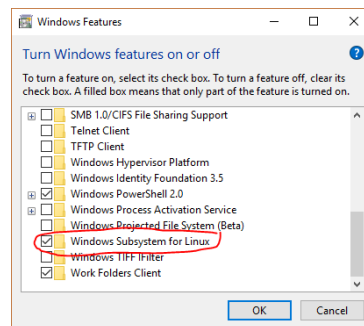 Windows Features
Turn Windows features on or off
To turn a feature on, select its check box. To turn a feature off, clear its
check box. A filled box means that only part of the feature is turned on.
SMB 1.0/CIFS File Sharing Support
Telnet Client
TFTP Client
Windows Hypervisor Platform
Windows Identity Foundation 3.5
Windows PowerShell 2.0
Windows Process Activation Service
Windows Projected File System (Beta)
Windows Subsystem for Linux
Windows TIFF IFilter
Work Folders Client
OK
Cancel